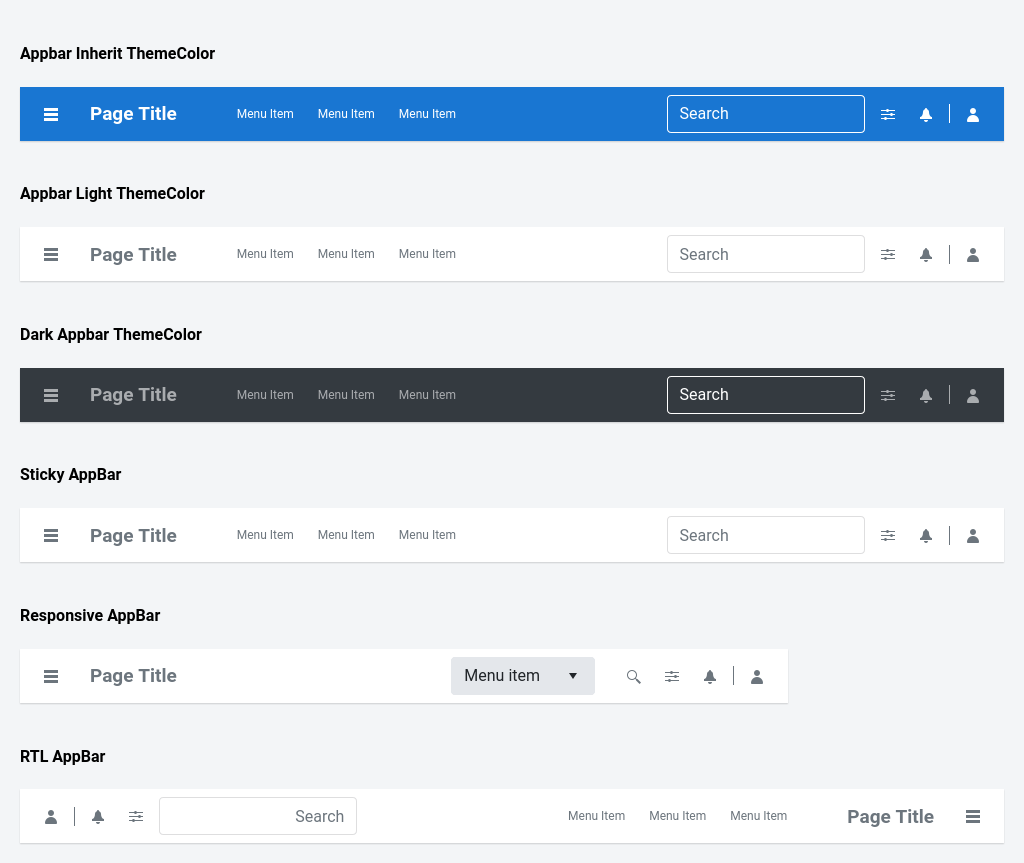 Appbar Inherit ThemeColor
Page Title Menu Item Menu Item Menu Item Search
Appbar Light ThemeColor
Page Title Menu Item Menu Item Menu Item Search
Dark Appbar ThemeColor
Page Title Menu Item Menu Item Menu Item Search
Sticky AppBar
Page Title Menu Item Menu Item Menu Item Search
Responsive AppBar
Page Title Menu item
RTL AppBar
Search Menu Item Menu Item Menu Item Page Title